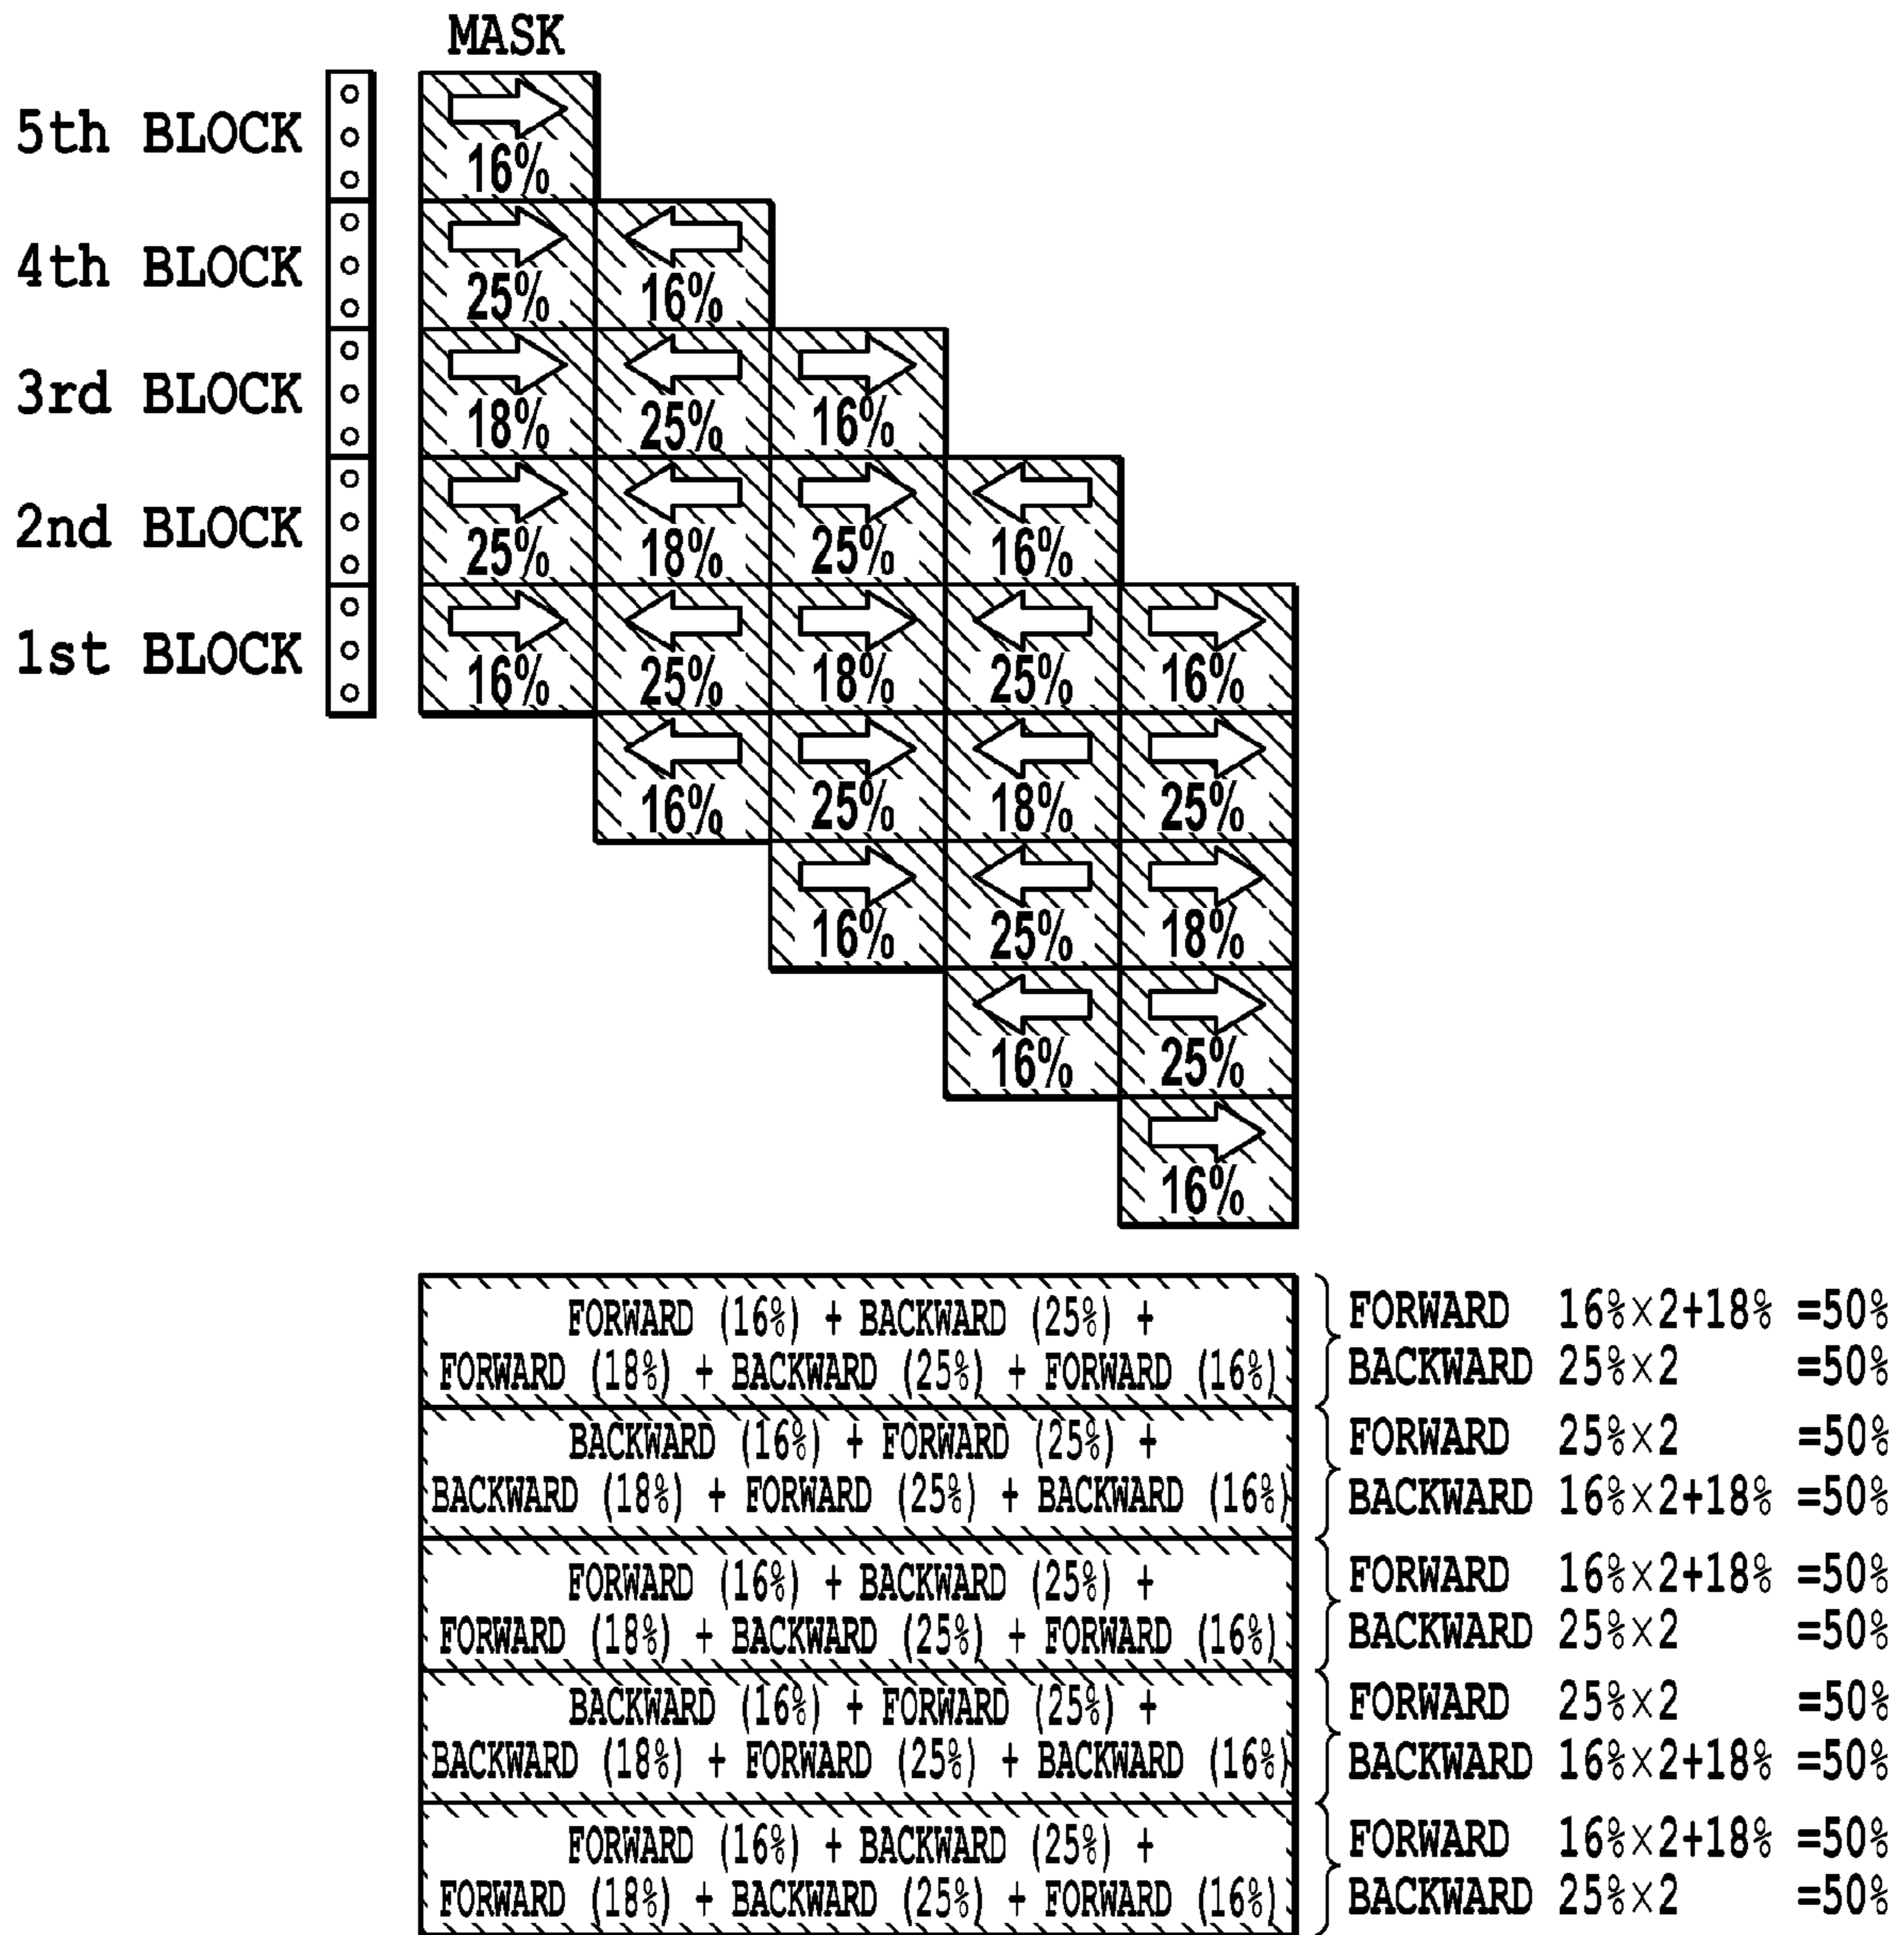 MASK
5th BLOCK
16%
4th BLOCK
25% 16%
3rd BLOCK
18% 25% 16%
2nd BLOCK
25% 18% 25% 16%
1st BLOCK
16% 25% 18% 25% 16%
16% 25% 18% 25%
16% 25% 18%
16% 25%
16%
FORWARD (16%) + BACKWARD (25%) +
FORWARD (18%) + BACKWARD (25%) + FORWARD (16%)
FORWARD 16%×2+18% =50%
BACKWARD 25%×2 =50%
BACKWARD (16%) + FORWARD (25%) +
BACKWARD (18%) + FORWARD (25%) + BACKWARD (16%)
FORWARD 25%×2 =50%
BACKWARD 16%×2+18% =50%
FORWARD (16%) + BACKWARD (25%) +
FORWARD (18%) + BACKWARD (25%) + FORWARD (16%)
FORWARD 16%×2+18% =50%
BACKWARD 25%×2 =50%
BACKWARD (16%) + FORWARD (25%) +
BACKWARD (18%) + FORWARD (25%) + BACKWARD (16%)
FORWARD 25%×2 =50%
BACKWARD 16%×2+18% =50%
FORWARD (16%) + BACKWARD (25%) +
FORWARD (18%) + BACKWARD (25%) + FORWARD (16%)
FORWARD 16%×2+18% =50%
BACKWARD 25%×2 =50%